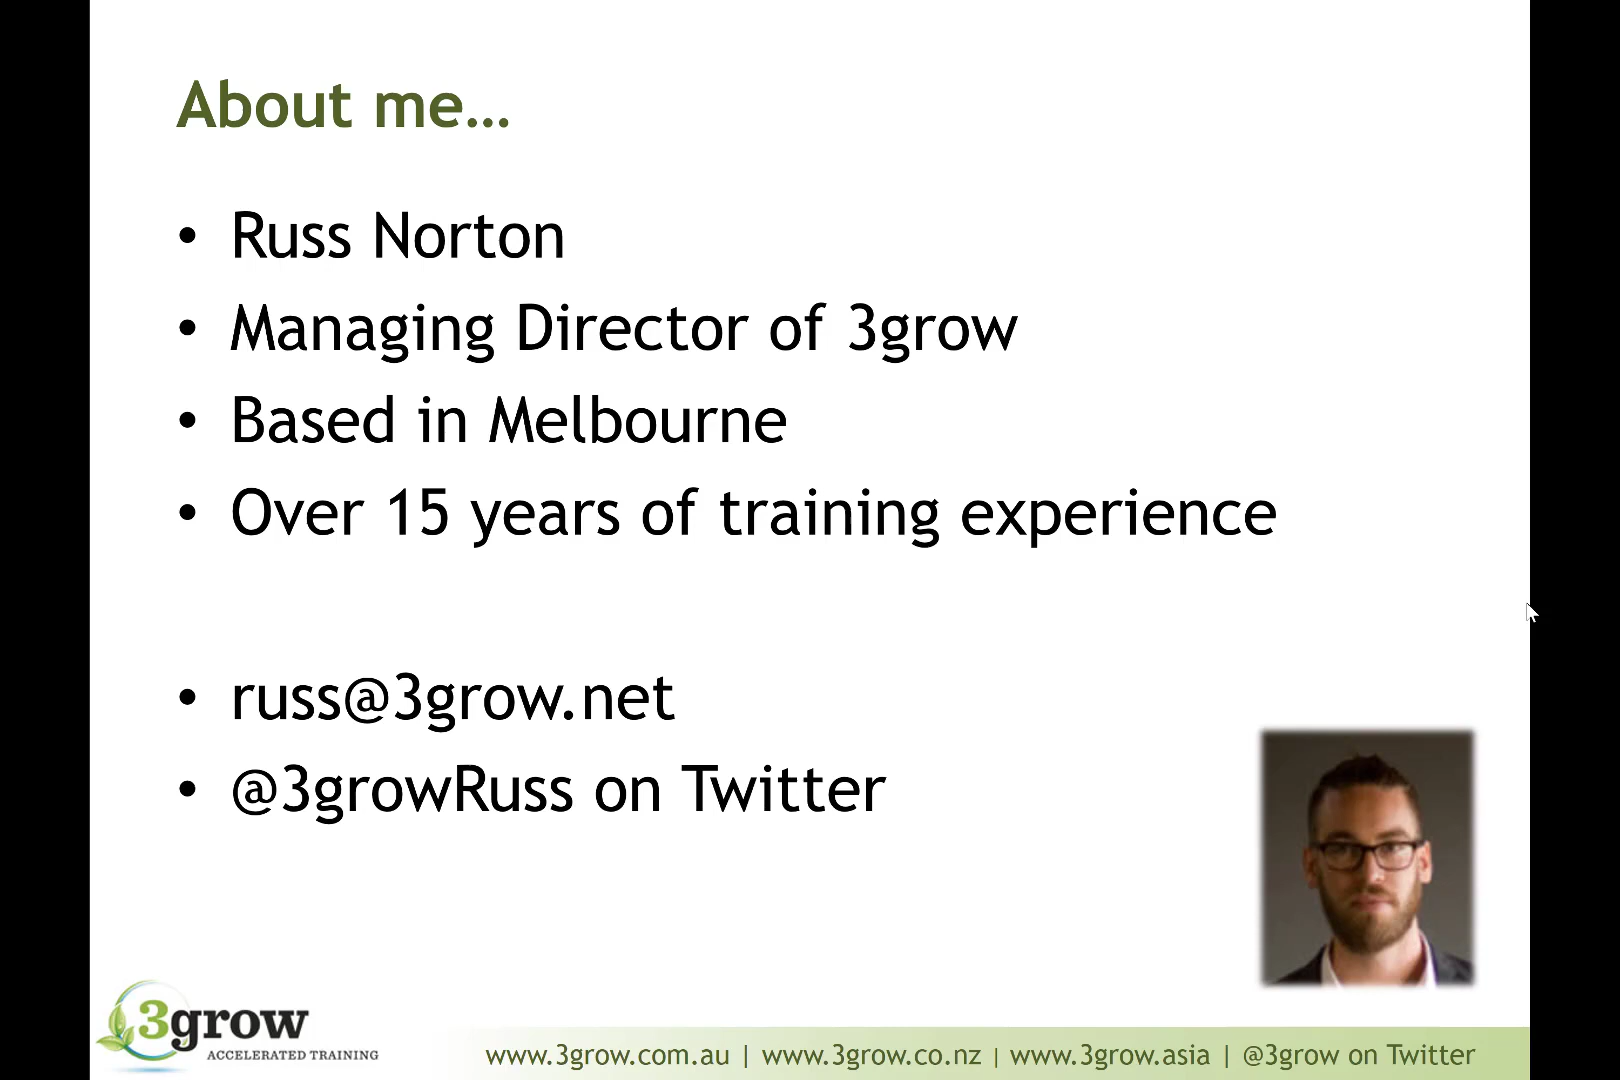 About me…
• Russ Norton
• Managing Director of 3grow
• Based in Melbourne
• Over 15 years of training experience
• russ@3grow.net
• @3growRuss on Twitter
3grow
ACCELERATED TRAINING
www.3grow.com.au | www.3grow.co.nz | www.3grow.asia | @3grow on Twitter